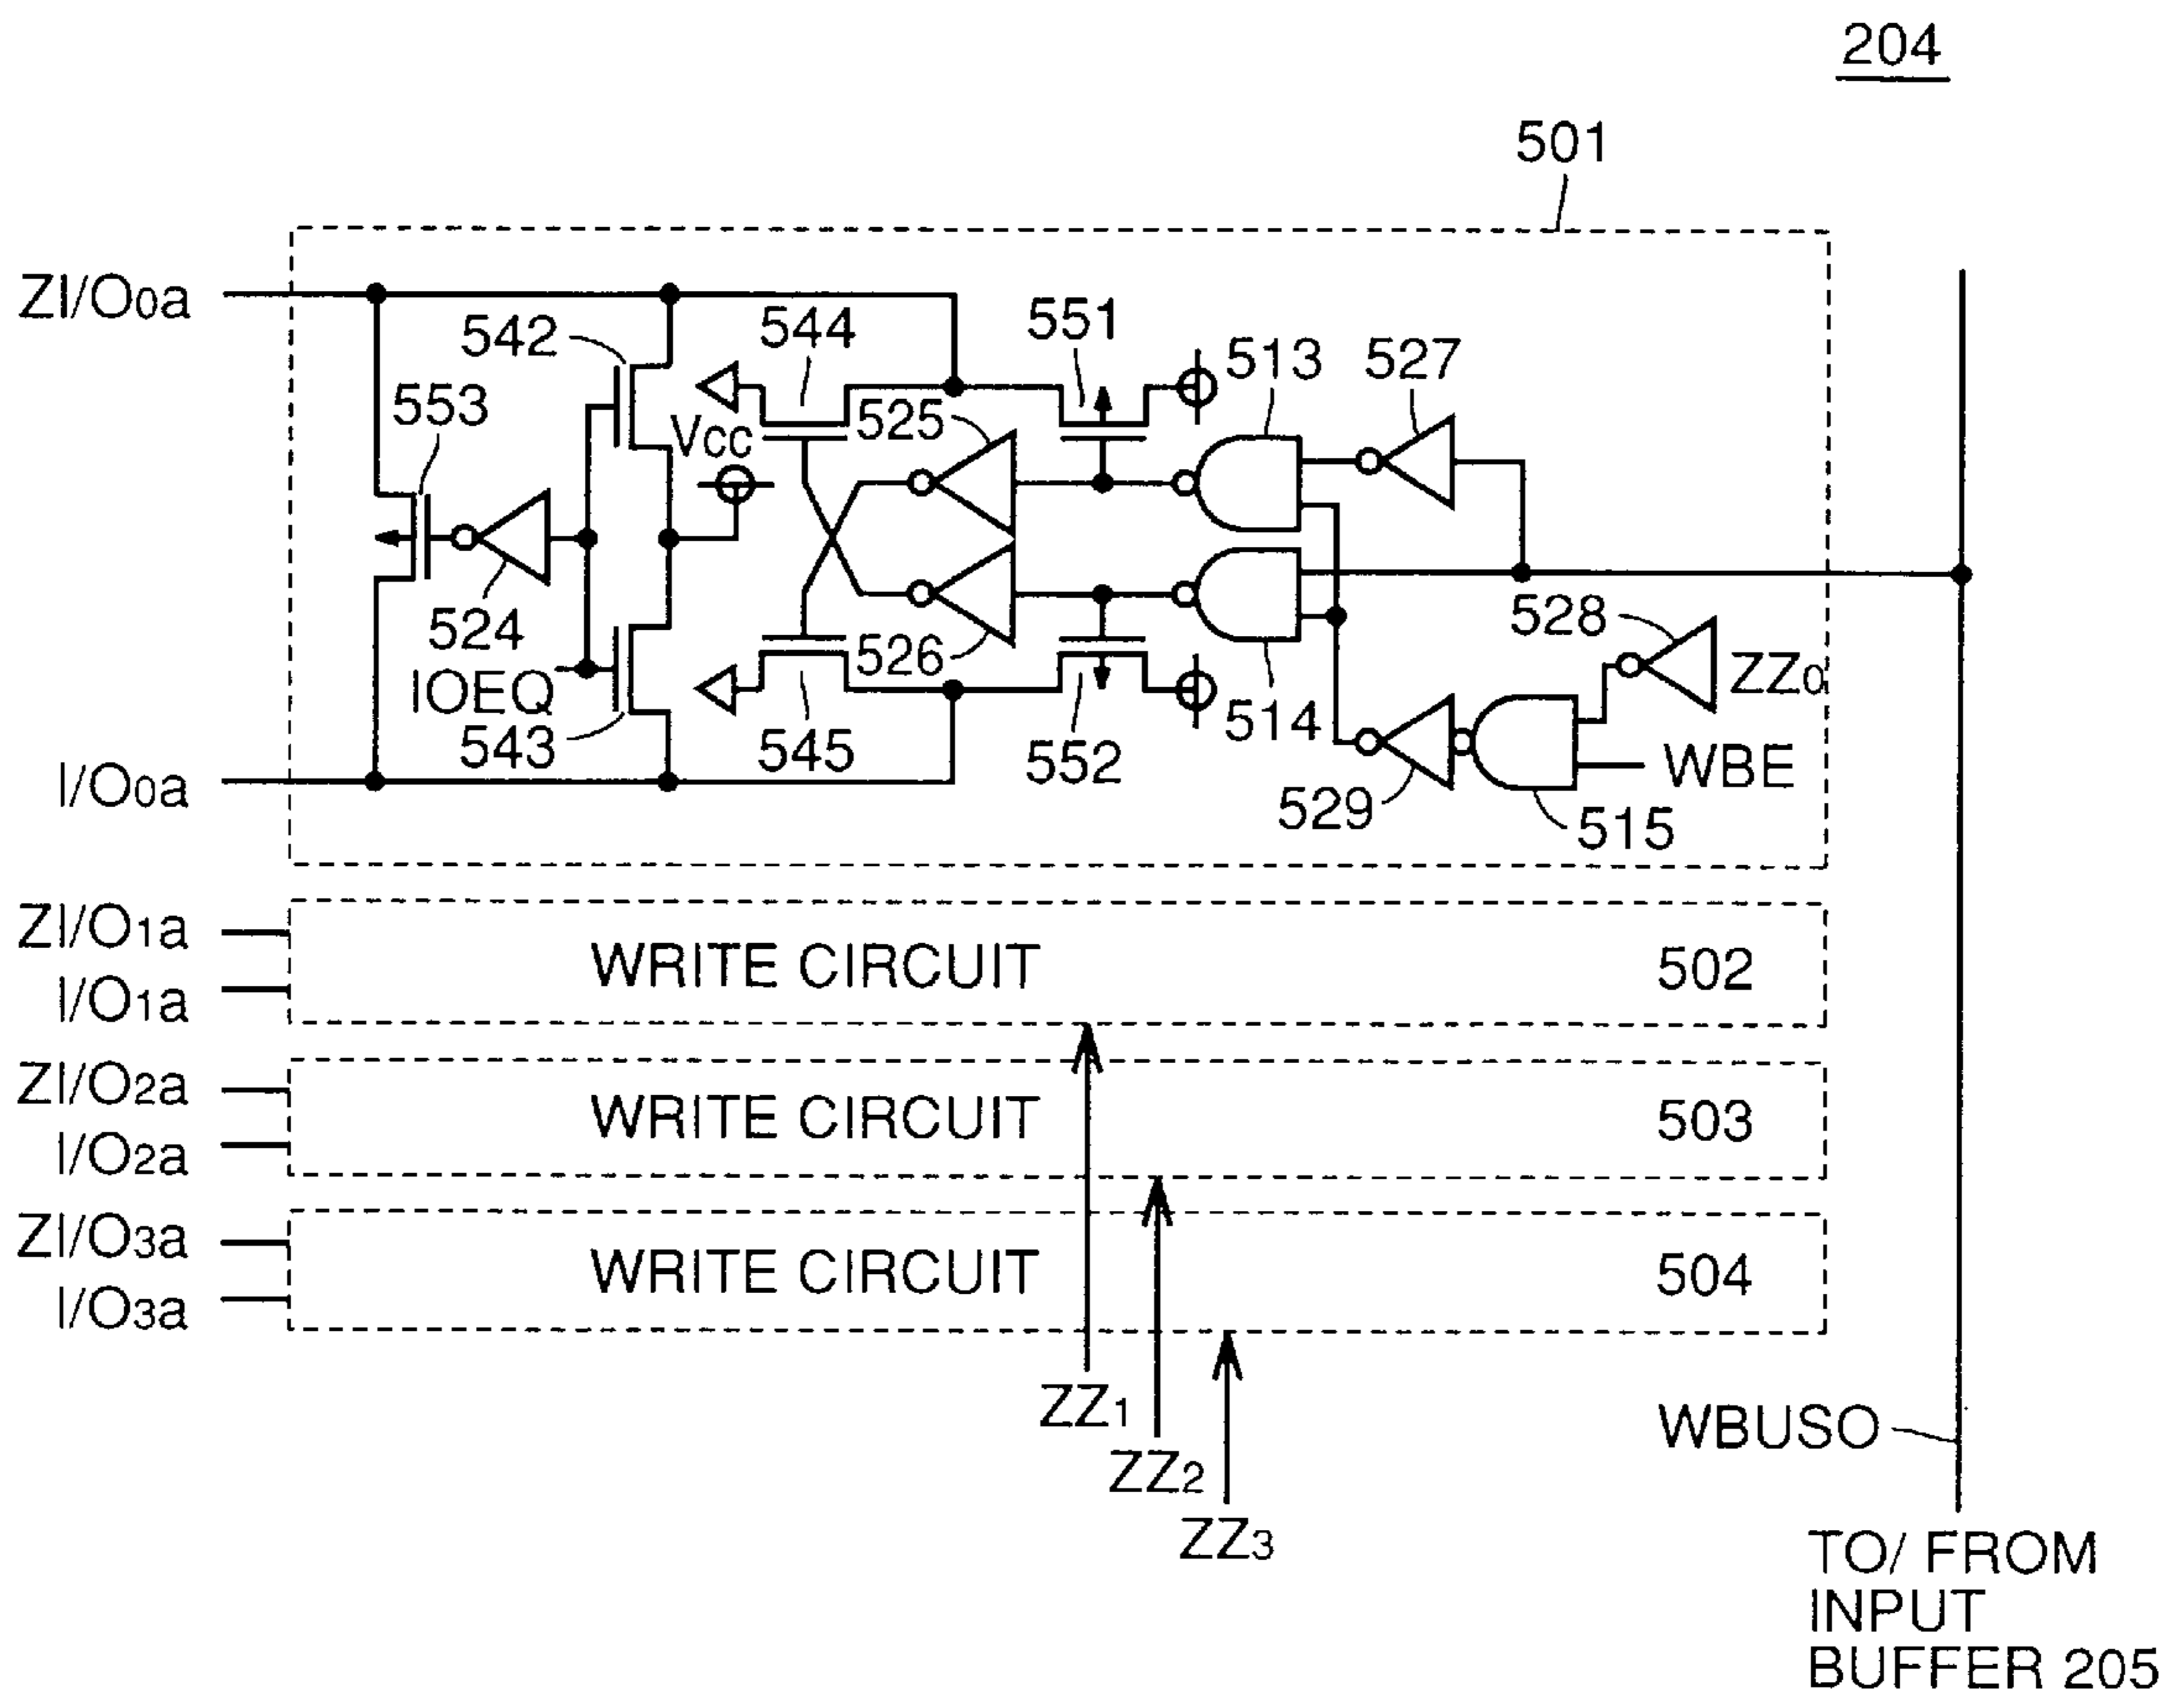 204
501
ZI/O0a
542
544
551
513
527
553
VCC
525
524
526
528
IOEQ
ZZ0
543
545
552
514
WBE
I/O0a
529
515
ZI/O1a
WRITE CIRCUIT 502
I/O1a
ZI/O2a
WRITE CIRCUIT 503
I/O2a
ZI/O3a
WRITE CIRCUIT 504
I/O3a
ZZ1
WBUSO
ZZ2
ZZ3
TO/ FROM
INPUT
BUFFER 205